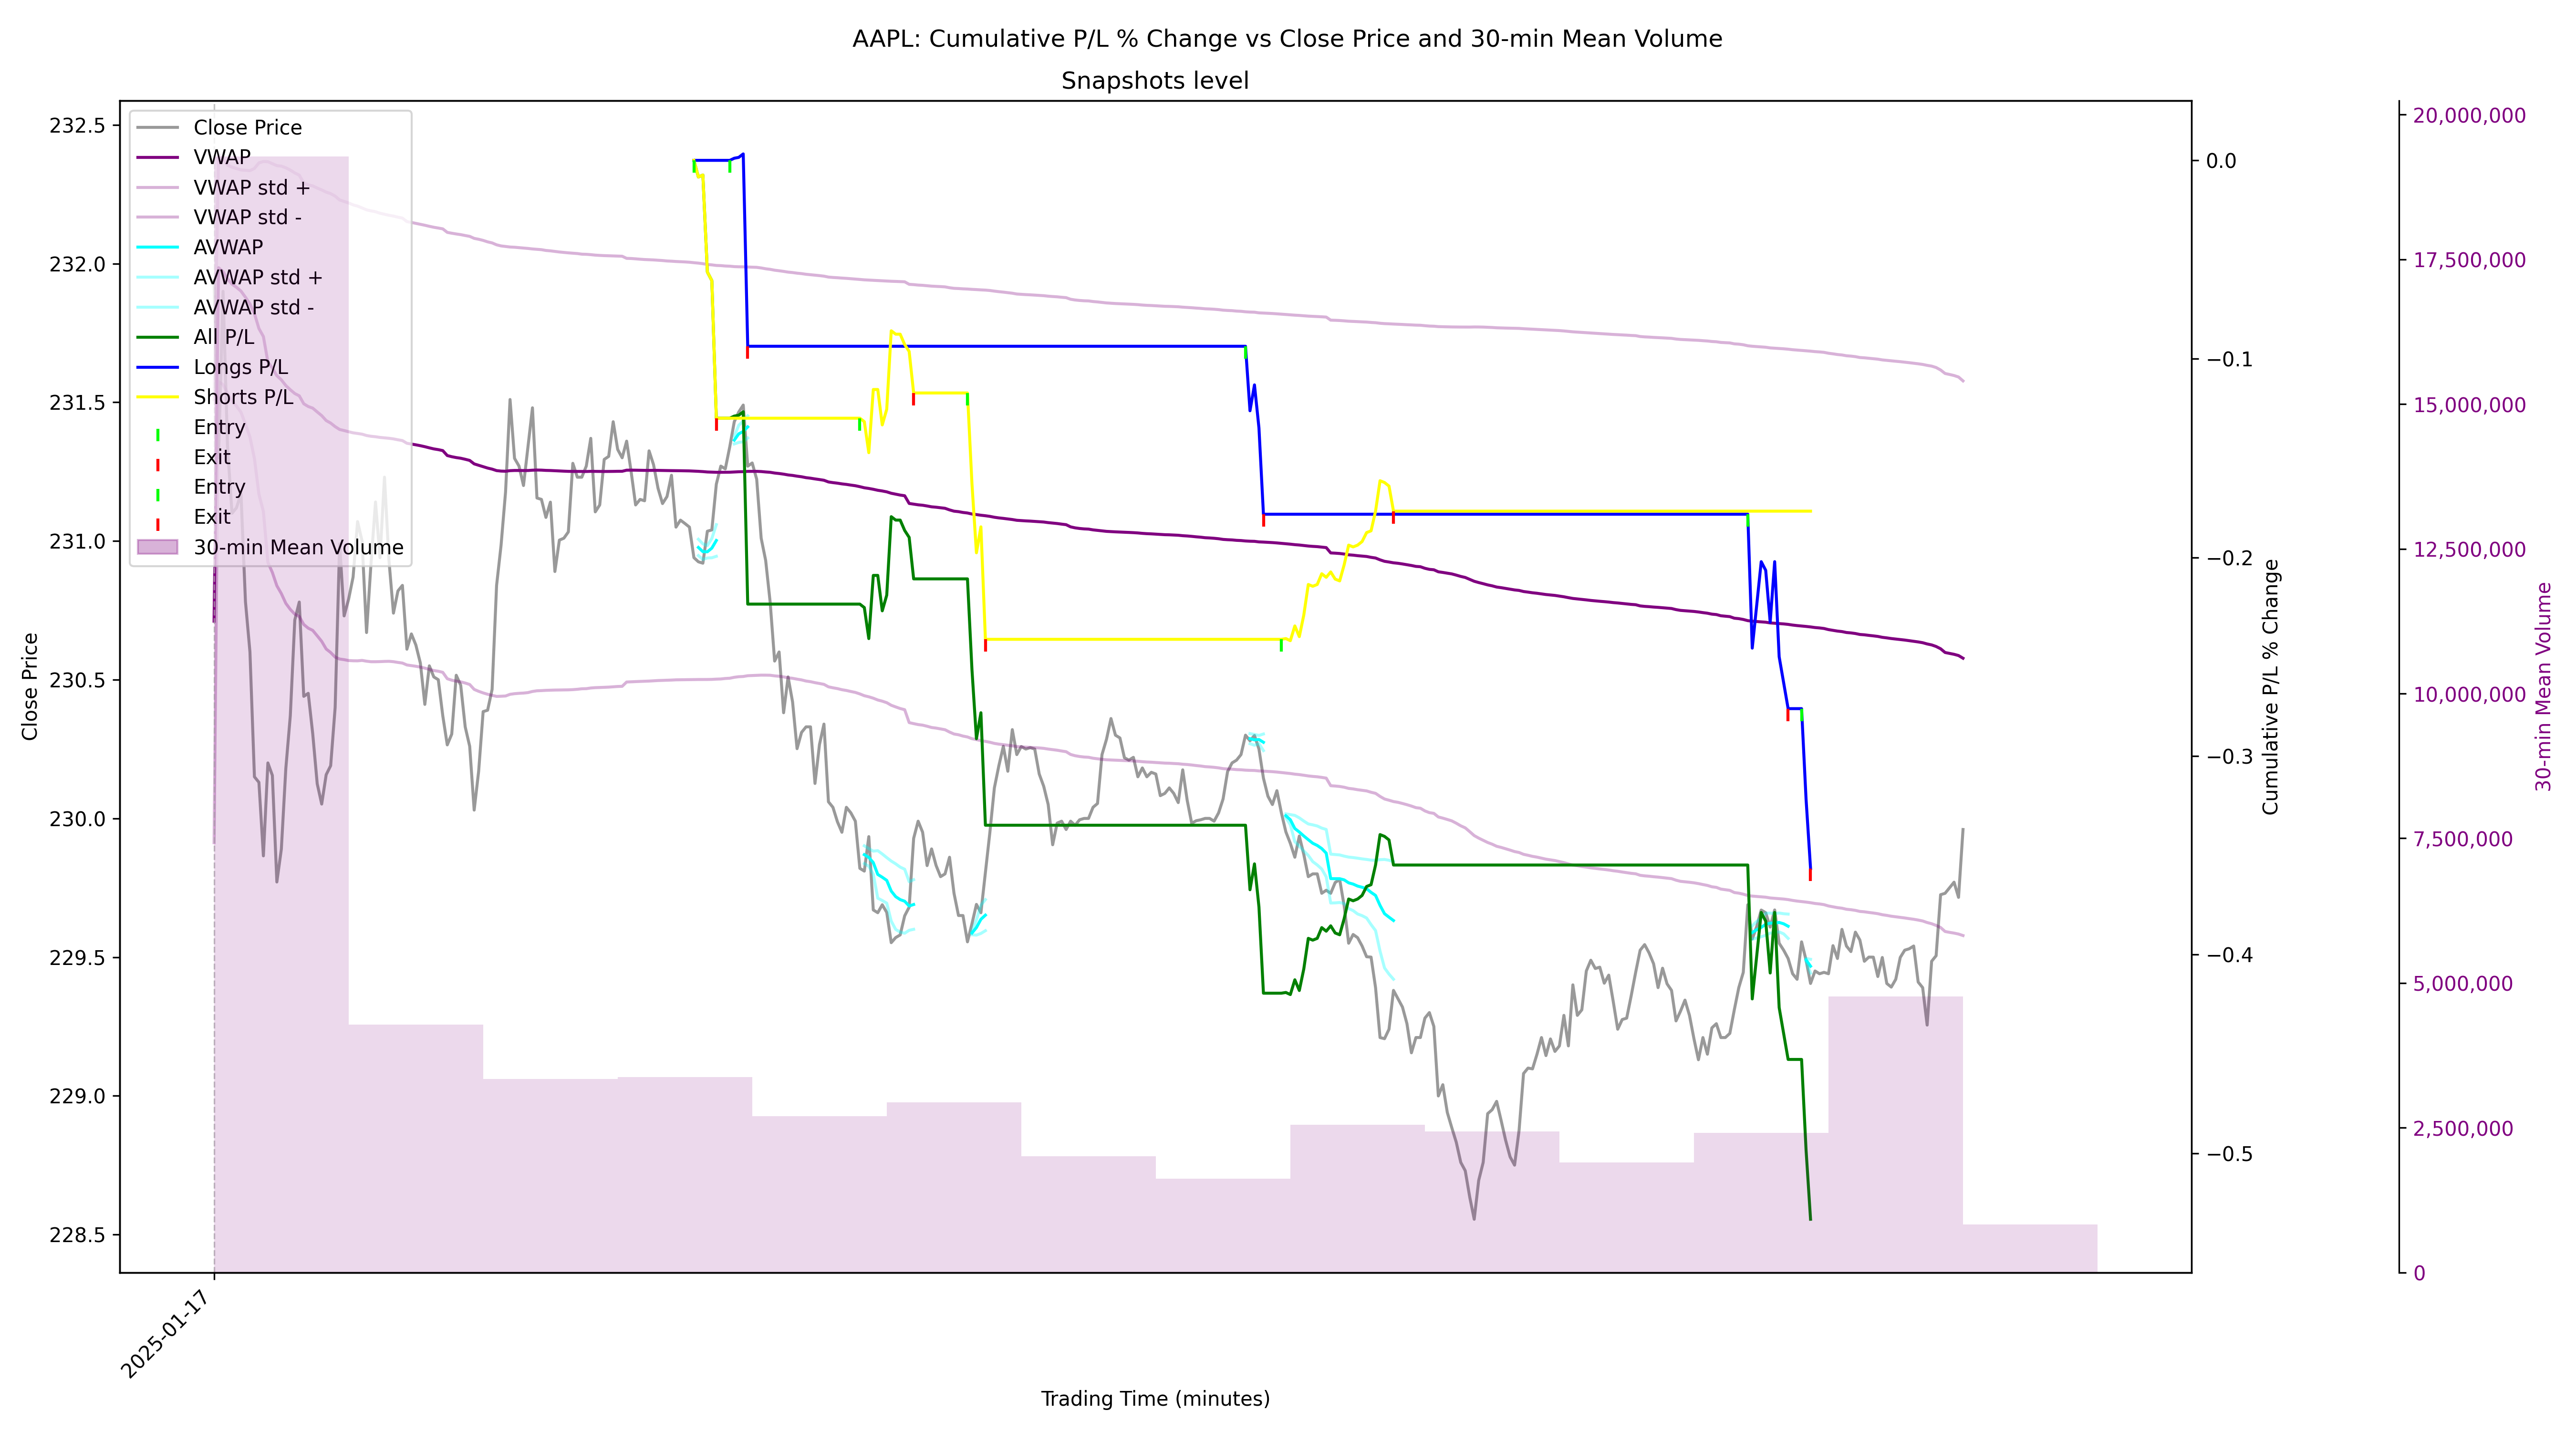 AAPL: Cumulative P/L % Change vs Close Price and 30-min Mean Volume
Snapshots level
Close Price
VWAP
VWAP std +
VWAP std -
AVWAP
AVWAP std +
AVWAP std -
All P/L
Longs P/L
Shorts P/L
Entry
Exit
Entry
Exit
30-min Mean Volume
232.5
232.0
231.5
231.0
230.5
230.0
229.5
229.0
228.5
Close Price
0.0
−0.1
−0.2
−0.3
−0.4
−0.5
Cumulative P/L % Change
20,000,000
17,500,000
15,000,000
12,500,000
10,000,000
7,500,000
5,000,000
2,500,000
0
30-min Mean Volume
2025-01-17
Trading Time (minutes)